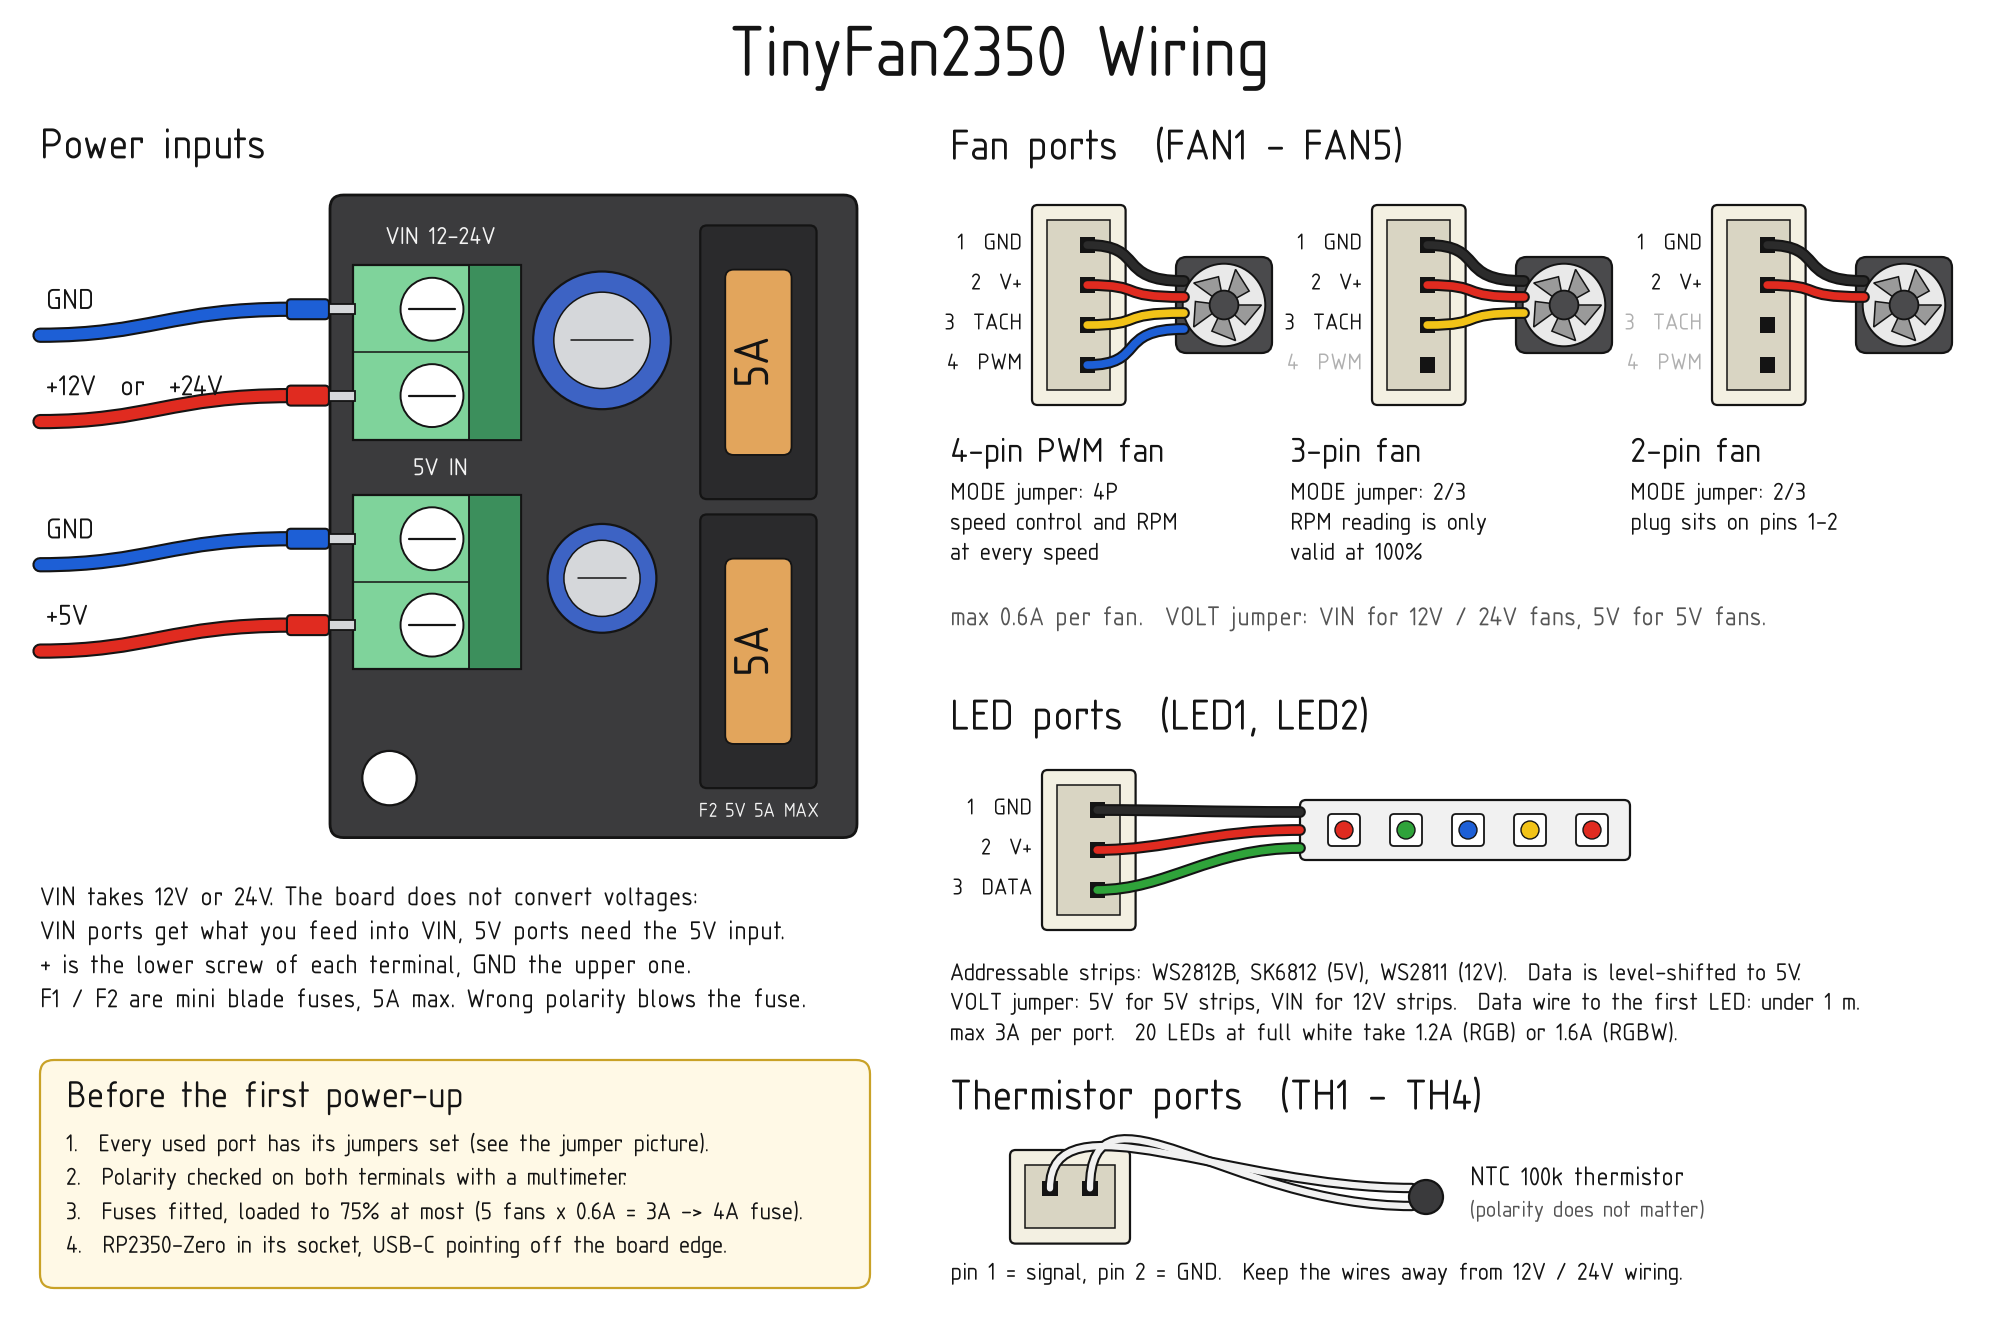 TinyFan2350 Wiring
Power inputs
VIN 12-24V
GND
+12V or +24V
5V IN
GND
+5V
5A
5A
F2 5V 5A MAX
VIN takes 12V or 24V. The board does not convert voltages:
VIN ports get what you feed into VIN, 5V ports need the 5V input.
+ is the lower screw of each terminal, GND the upper one.
F1 / F2 are mini blade fuses, 5A max. Wrong polarity blows the fuse.
Before the first power-up
1. Every used port has its jumpers set (see the jumper picture).
2. Polarity checked on both terminals with a multimeter.
3. Fuses fitted, loaded to 75% at most (5 fans x 0.6A = 3A -> 4A fuse).
4. RP2350-Zero in its socket, USB-C pointing off the board edge.
Fan ports (FAN1 - FAN5)
1 GND
2 V+
3 TACH
4 PWM
4-pin PWM fan
MODE jumper: 4P
speed control and RPM
at every speed
1 GND
2 V+
3 TACH
4 PWM
3-pin fan
MODE jumper: 2/3
RPM reading is only
valid at 100%
1 GND
2 V+
3 TACH
4 PWM
2-pin fan
MODE jumper: 2/3
plug sits on pins 1-2
max 0.6A per fan. VOLT jumper: VIN for 12V / 24V fans, 5V for 5V fans.
LED ports (LED1, LED2)
1 GND
2 V+
3 DATA
Addressable strips: WS2812B, SK6812 (5V), WS2811 (12V). Data is level-shifted to 5V.
VOLT jumper: 5V for 5V strips, VIN for 12V strips. Data wire to the first LED: under 1 m.
max 3A per port. 20 LEDs at full white take 1.2A (RGB) or 1.6A (RGBW).
Thermistor ports (TH1 - TH4)
NTC 100k thermistor
(polarity does not matter)
pin 1 = signal, pin 2 = GND. Keep the wires away from 12V / 24V wiring.